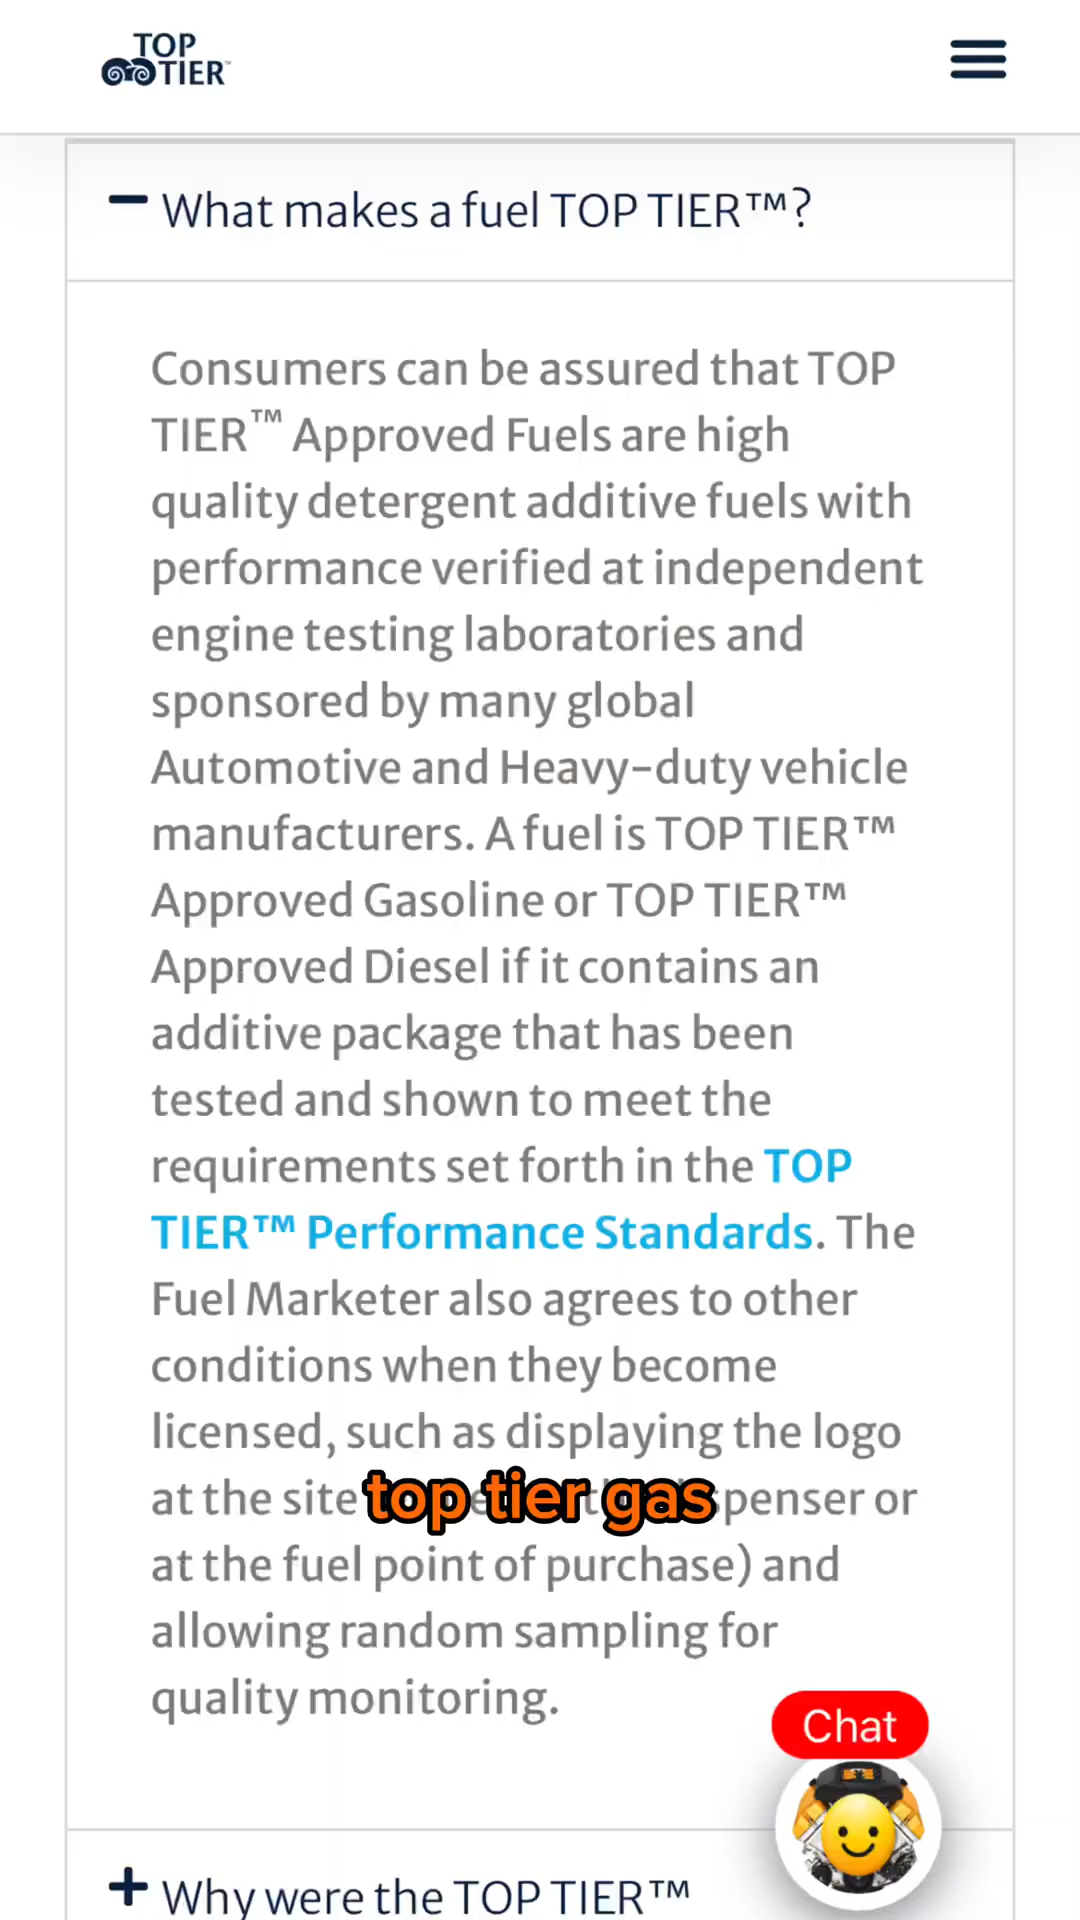 TOP
TIER™
What makes a fuel TOP TIER™?
Consumers can be assured that TOP
TIER™ Approved Fuels are high
quality detergent additive fuels with
performance verified at independent
engine testing laboratories and
sponsored by many global
Automotive and Heavy-duty vehicle
manufacturers. A fuel is TOP TIER™
Approved Gasoline or TOP TIER™
Approved Diesel if it contains an
additive package that has been
tested and shown to meet the
requirements set forth in the TOP
TIER™ Performance Standards. The
Fuel Marketer also agrees to other
conditions when they become
licensed, such as displaying the logo
at the site
top tier gas
at the fuel point of purchase) and
allowing random sampling for
quality monitoring.
Chat
Why were the TOP TIER™